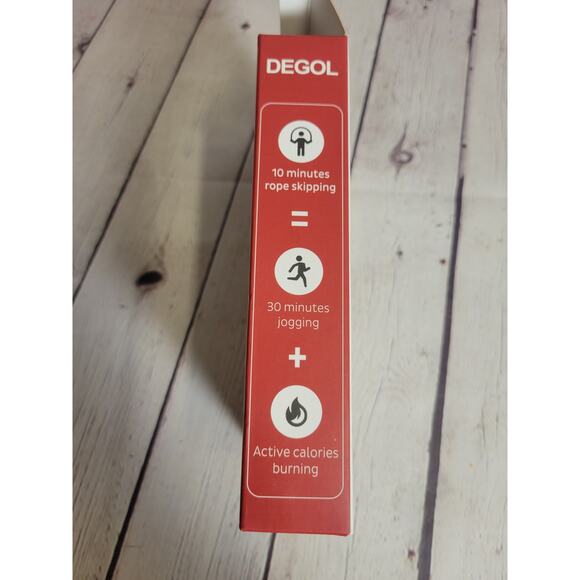 DEGOL
10 minutes
rope skipping
=
30 minutes
jogging
+
Active calories
burning